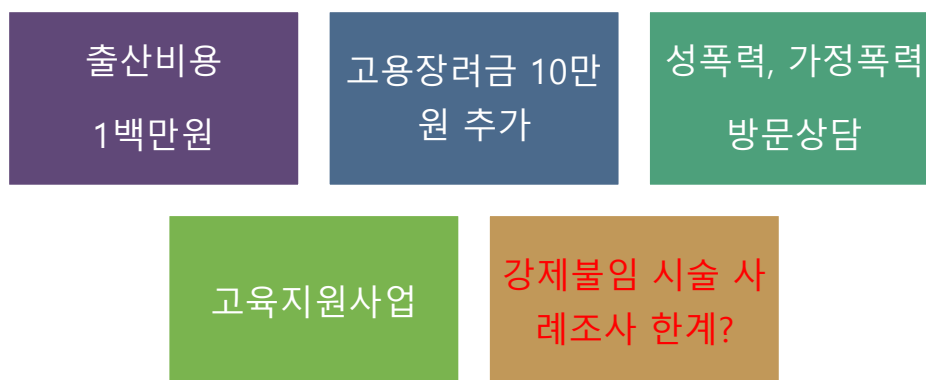 출산비용
1백만원
고용장려금 10만
원 추가
성폭력, 가정폭력
방문상담
고육지원사업
강제불임 시술 사
례조사 한계?